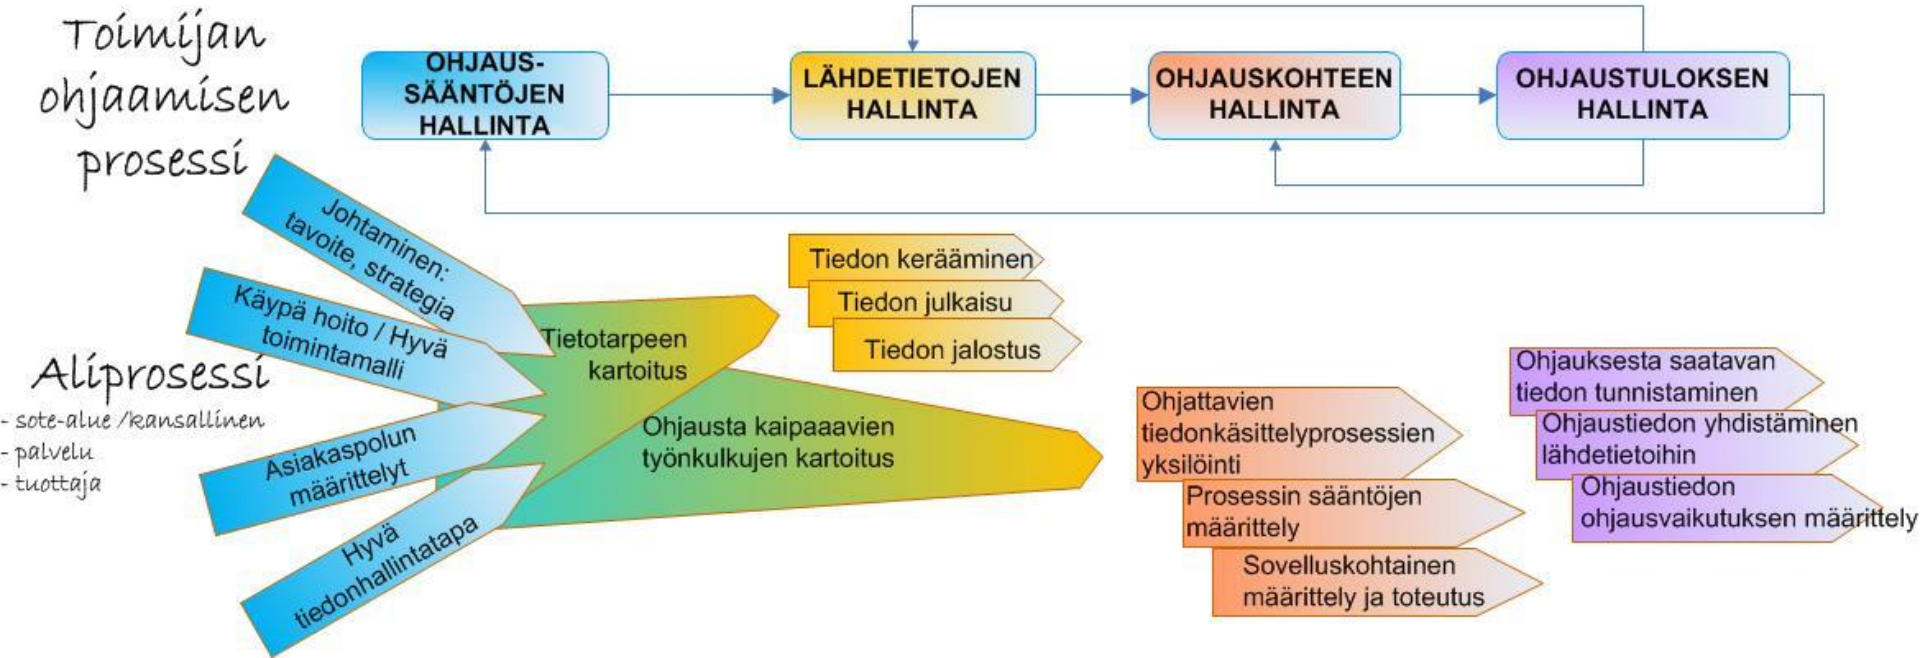 Toimijan
ohjaamisen
prosessi
OHJAUS-
SÄÄNTÖJEN
HALLINTA
LÄHDETIETOJEN
HALLINTA
OHJAUSKOHTEEN
HALLINTA
OHJAUSTULOKSEN
HALLINTA
Aliprosessi
- sote-alue /kansallinen
- palvelu
- tuottaja
Johtaminen:
tavoite, strategia
Käypä hoito / Hyvä
toimintamalli
Asiakaspolun
määrittelyt
Hyvä
tiedonhallintatapa
Tietotarpeen
kartoitus
Ohjausta kaipaaavien
työnkulkujen kartoitus
Tiedon kerääminen
Tiedon julkaisu
Tiedon jalostus
Ohjattavien
tiedonkäsittelyprosessien
yksilöinti
Prosessin sääntöjen
määrittely
Sovelluskohtainen
määrittely ja toteutus
Ohjauksesta saatavan
tiedon tunnistaminen
Ohjaustiedon yhdistäminen
lähdetietoihin
Ohjaustiedon
ohjausvaikutuksen määrittely